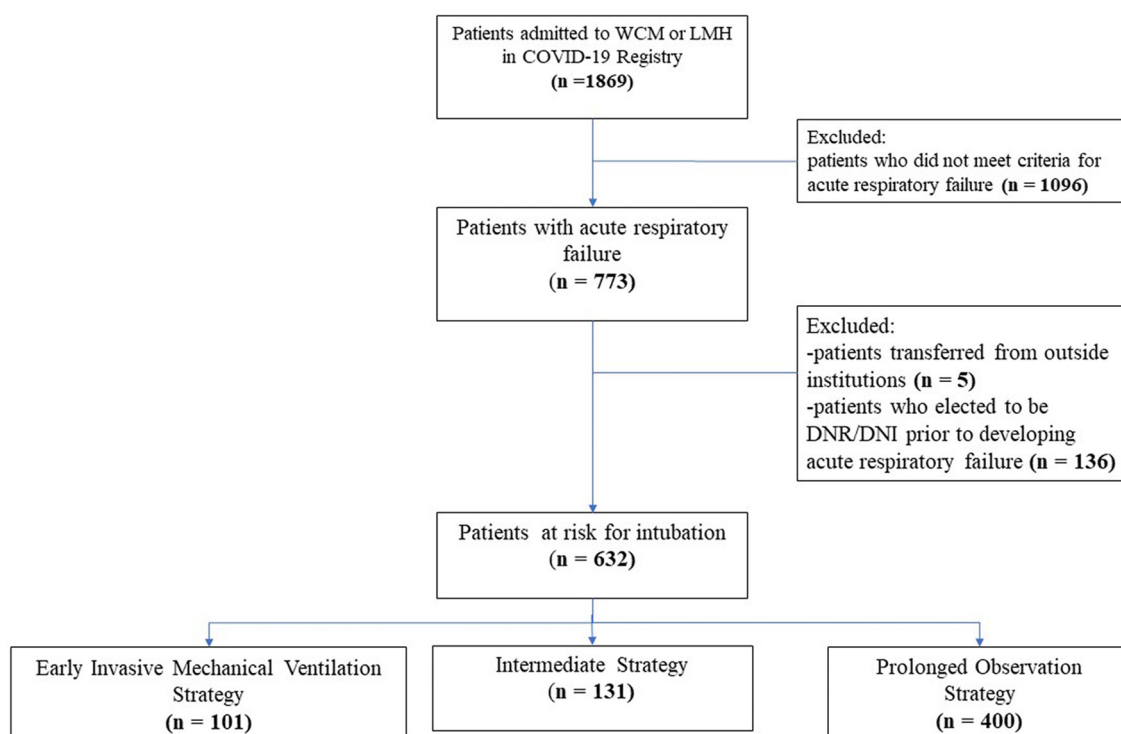 Patients admitted to WCM or LMH
in COVID-19 Registry
(n =1869)
Excluded:
patients who did not meet criteria for
acute respiratory failure (n = 1096)
Patients with acute respiratory
failure
(n = 773)
Excluded:
-patients transferred from outside
institutions (n = 5)
-patients who elected to be
DNR/DNI prior to developing
acute respiratory failure (n = 136)
Patients at risk for intubation
(n = 632)
Early Invasive Mechanical Ventilation
Strategy
(n = 101)
Intermediate Strategy
(n = 131)
Prolonged Observation
Strategy
(n = 400)